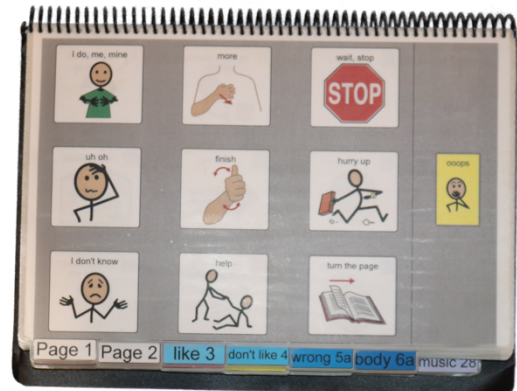 I do, me, mine
more
wait, stop
STOP
uh oh
finish
hurry up
ooops
I don't know
help
turn the page
Page 1
Page 2
like 3
don't like 4
wrong 5a
body 6a
music 28